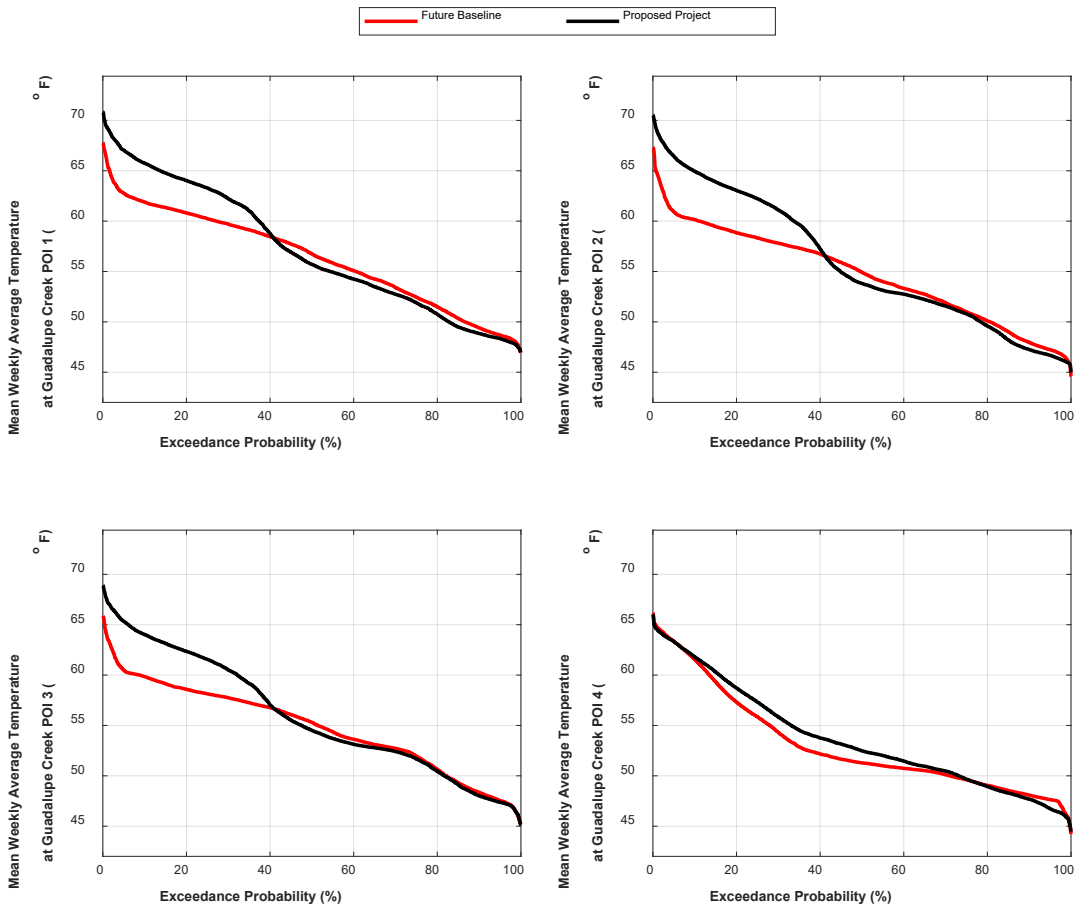 Future Baseline
Proposed Project
Mean Weekly Average Temperature
at Guadalupe Creek POI 1 (
o F)
70
65
60
55
50
45
0 20 40 60 80 100
Exceedance Probability (%)
Mean Weekly Average Temperature
at Guadalupe Creek POI 2 (
o F)
70
65
60
55
50
45
0 20 40 60 80 100
Exceedance Probability (%)
Mean Weekly Average Temperature
at Guadalupe Creek POI 3 (
o F)
70
65
60
55
50
45
0 20 40 60 80 100
Exceedance Probability (%)
Mean Weekly Average Temperature
at Guadalupe Creek POI 4 (
o F)
70
65
60
55
50
45
0 20 40 60 80 100
Exceedance Probability (%)